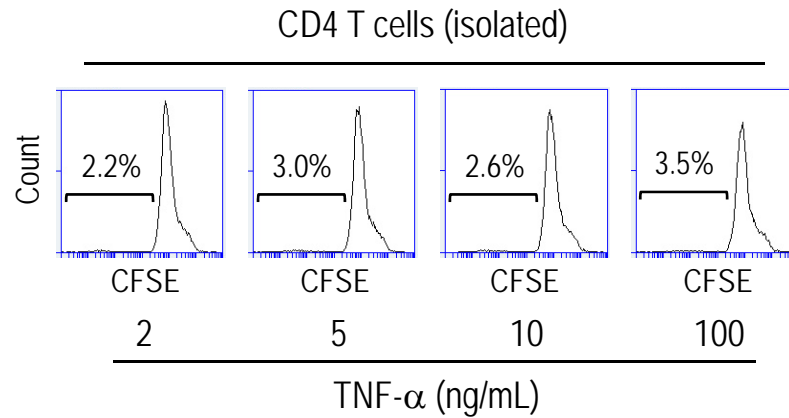 CD4 T cells (isolated)
Count
2.2% 3.0% 2.6% 3.5%
CFSE CFSE CFSE CFSE
2 5 10 100
TNF-α (ng/mL)